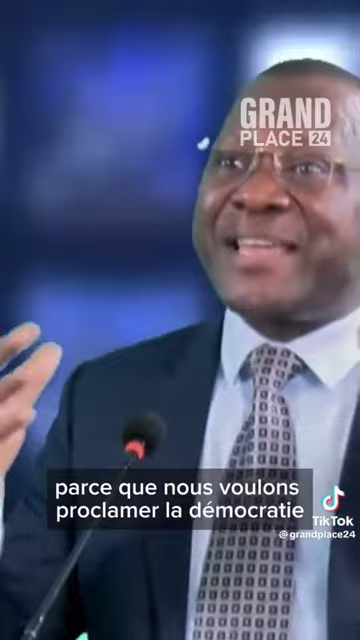 GRAND
PLACE 24
parce que nous voulons
proclamer la démocratie
TikTok
@grandplace24